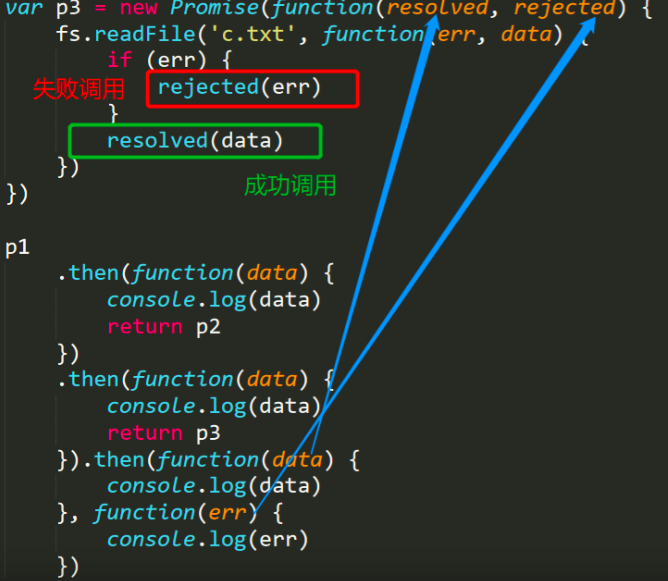 var p3 = new Promise(function(resolved, rejected) {
fs.readFile('c.txt', function(err, data) {
if (err) {
失败调用 rejected(err)
}
resolved(data)
})
成功调用
})
p1
.then(function(data) {
console.log(data)
return p2
})
.then(function(data) {
console.log(data)
return p3
}).then(function(data) {
console.log(data)
}, function(err) {
console.log(err)
})